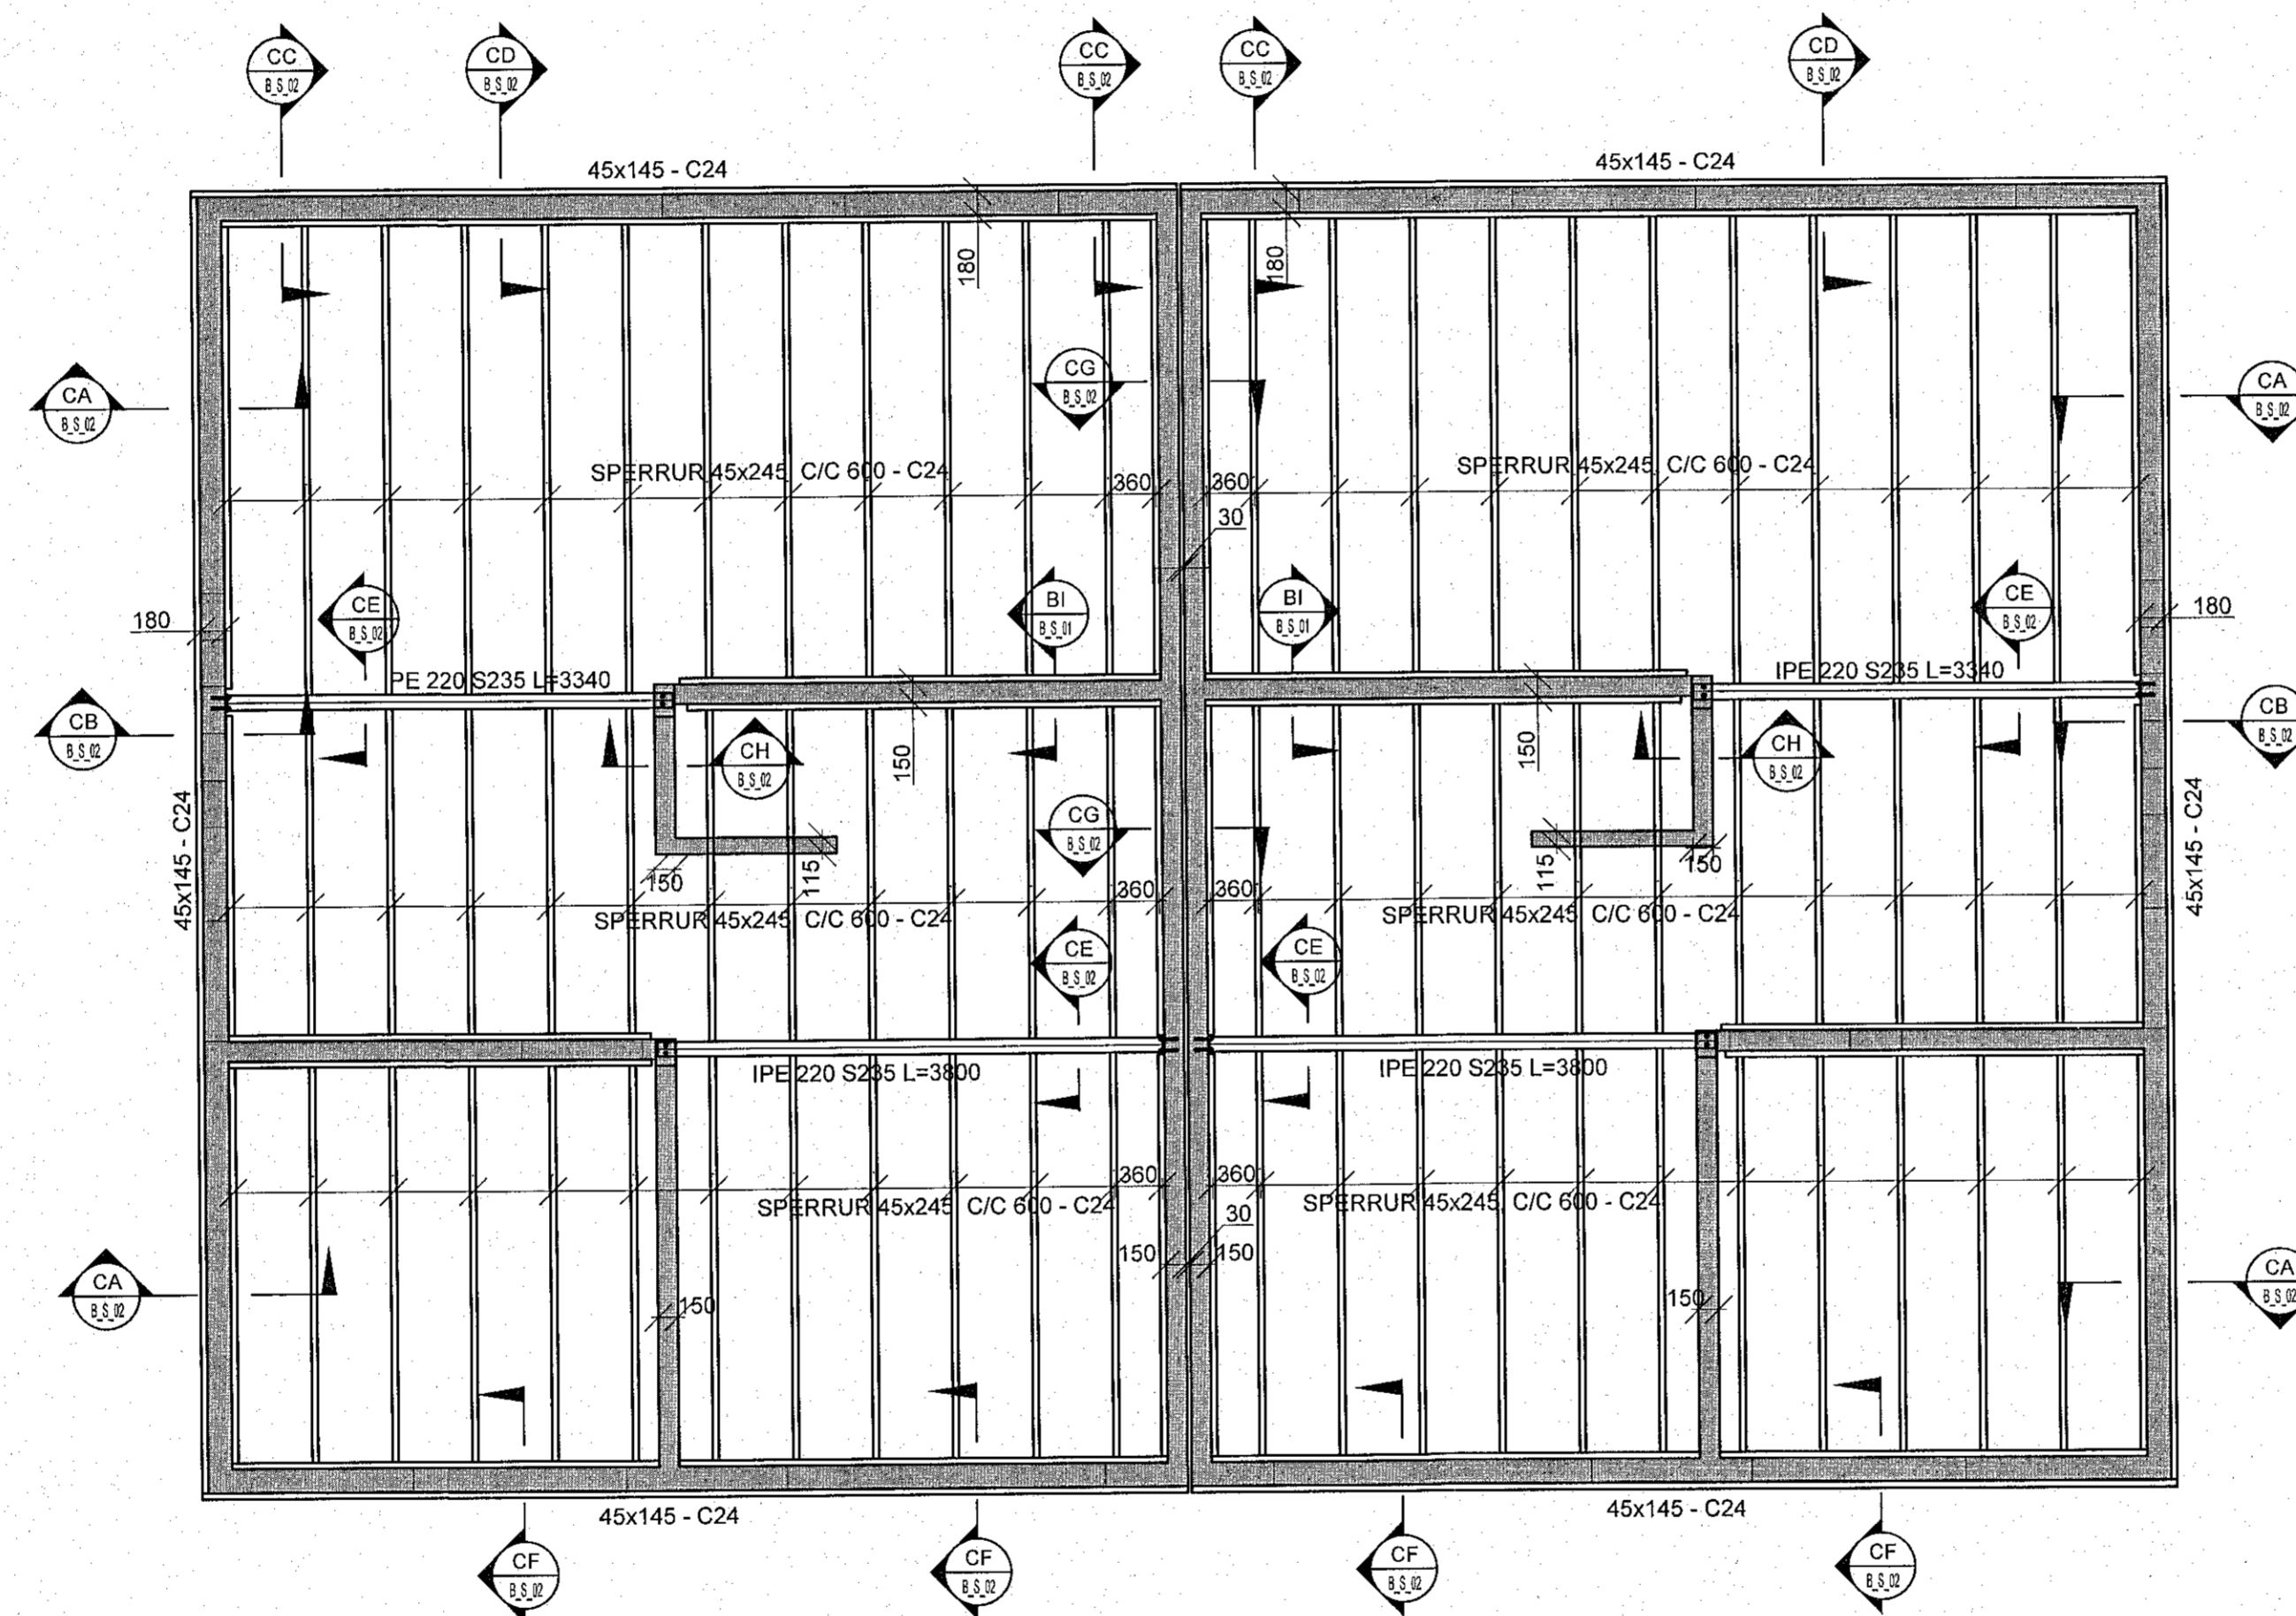 CC
B_S_02
CD
B_S_02
CC
B_S_02
CC
B_S_02
CD
B_S_02
45x145 - C24
45x145 - C24
180
180
CA
B_S_02
CG
B_S_02
CA
B_S_02
SPERRUR 45x245 C/C 600 - C24
360
360
SPERRUR 45x245 C/C 600 - C24
30
180
CE
B_S_02
BI
B_S_01
BI
B_S_01
CE
B_S_02
180
PE 220 S235 L=3340
IPE 220 S235 L=3340
CB
B_S_02
CH
B_S_02
150
150
CH
B_S_02
CB
B_S_02
45x145 - C24
CG
B_S_02
45x145 - C24
150
115
115
150
360
360
SPERRUR 45x245 C/C 600 - C24
SPERRUR 45x245 C/C 600 - C24
CE
B_S_02
CE
B_S_02
IPE 220 S235 L=3800
IPE 220 S235 L=3800
360
360
SPERRUR 45x245 C/C 600 - C24
SPERRUR 45x245 C/C 600 - C24
30
150
150
CA
B_S_02
150
150
CA
B_S_02
45x145 - C24
45x145 - C24
CF
B_S_02
CF
B_S_02
CF
B_S_02
CF
B_S_02